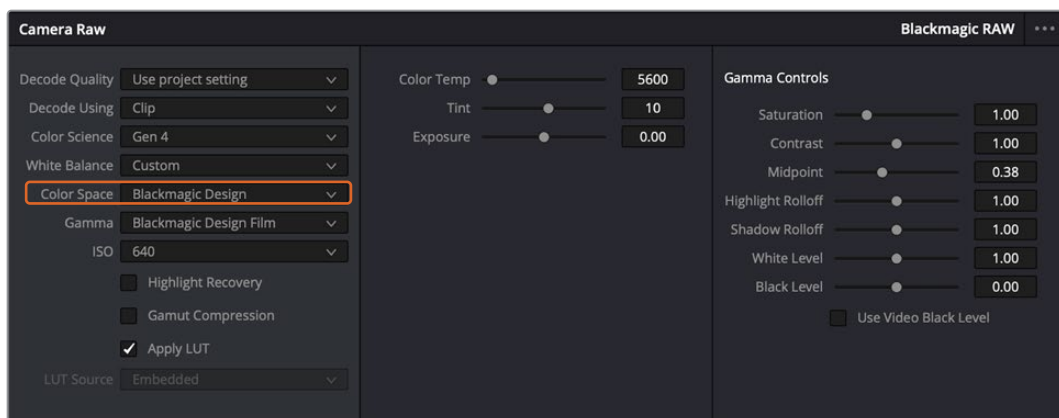 Camera Raw
Blackmagic RAW
Decode Quality Use project setting
Decode Using Clip
Color Science Gen 4
White Balance Custom
Color Space Blackmagic Design
Gamma Blackmagic Design Film
ISO 640
Highlight Recovery
Gamut Compression
Apply LUT
LUT Source Embedded
Color Temp 5600
Tint 10
Exposure 0.00
Gamma Controls
Saturation 1.00
Contrast 1.00
Midpoint 0.38
Highlight Rolloff 1.00
Shadow Rolloff 1.00
White Level 1.00
Black Level 0.00
Use Video Black Level